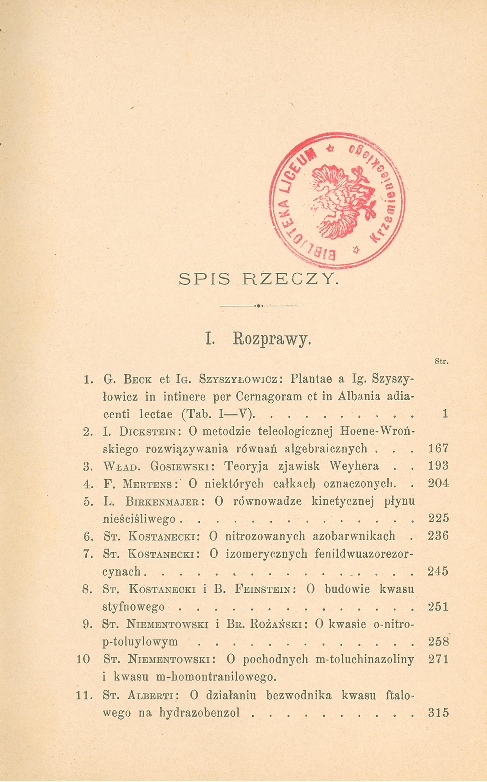 BIBLIOTEKA LICEUM
Krzemienieckiego
SPIS RZECZY.
I. Rozprawy.
Str.
1. G. BECK et IG. SZYSZYŁOWICZ: Plantae a Ig. Szyszy-
łowicz in intinere per Cernagoram et in Albania adia-
centi lectae (Tab. I—V). . . . . . . . . . 1
2. I. DICKSTEIN: O metodzie teleologicznej Hoene-Wroń-
skiego rozwiązywania równań algebraicznych . . . 167
3. WŁAD. GOSIEWSKI: Teoryja zjawisk Weyhera . . 193
4. F. MERTENS: O niektórych całkach oznaczonych. . 204
5. L. BIRKENMAJER: O równowadze kinetycznej płynu
nieściśliwego . . . . . . . . . . . . . 225
6. ST. KOSTANECKI: O nitrozowanych azobarwnikach . 236
7. ST. KOSTANECKI: O izomerycznych fenildwuazorezor-
cynach . . . . . . . . . . . . . . . 245
8. ST. KOSTANECKI i B. FEINSTEIN: O budowie kwasu
styfnowego . . . . . . . . . . . . . 251
9. ST. NIEMENTOWSKI i BR. ROŻAŃSKI: O kwasie o-nitro-
p-toluylowym . . . . . . . . . . . . 258
10 ST. NIEMENTOWSKI: O pochodnych m-toluchinazoliny 271
i kwasu m-homontranilowego.
11. ST. ALBERTI: O działaniu bezwodnika kwasu ftalo-
wego na hydrazobenzol . . . . . . . . . 315